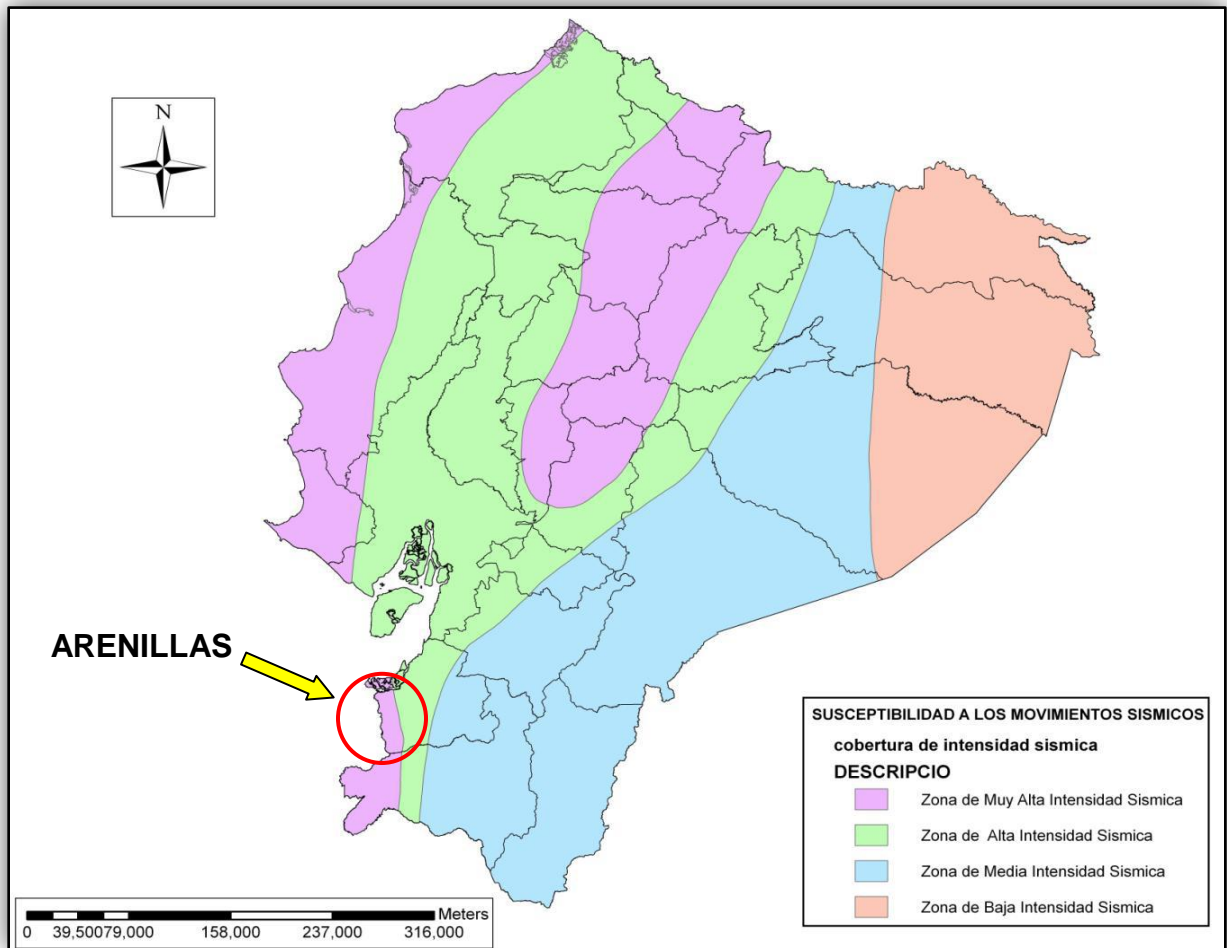 N
ARENILLAS
SUSCEPTIBILIDAD A LOS MOVIMIENTOS SISMICOS
cobertura de intensidad sismica
DESCRIPCIO
Zona de Muy Alta Intensidad Sismica
Zona de Alta Intensidad Sismica
Zona de Media Intensidad Sismica
Zona de Baja Intensidad Sismica
Meters
0 39,50079,000 158,000 237,000 316,000